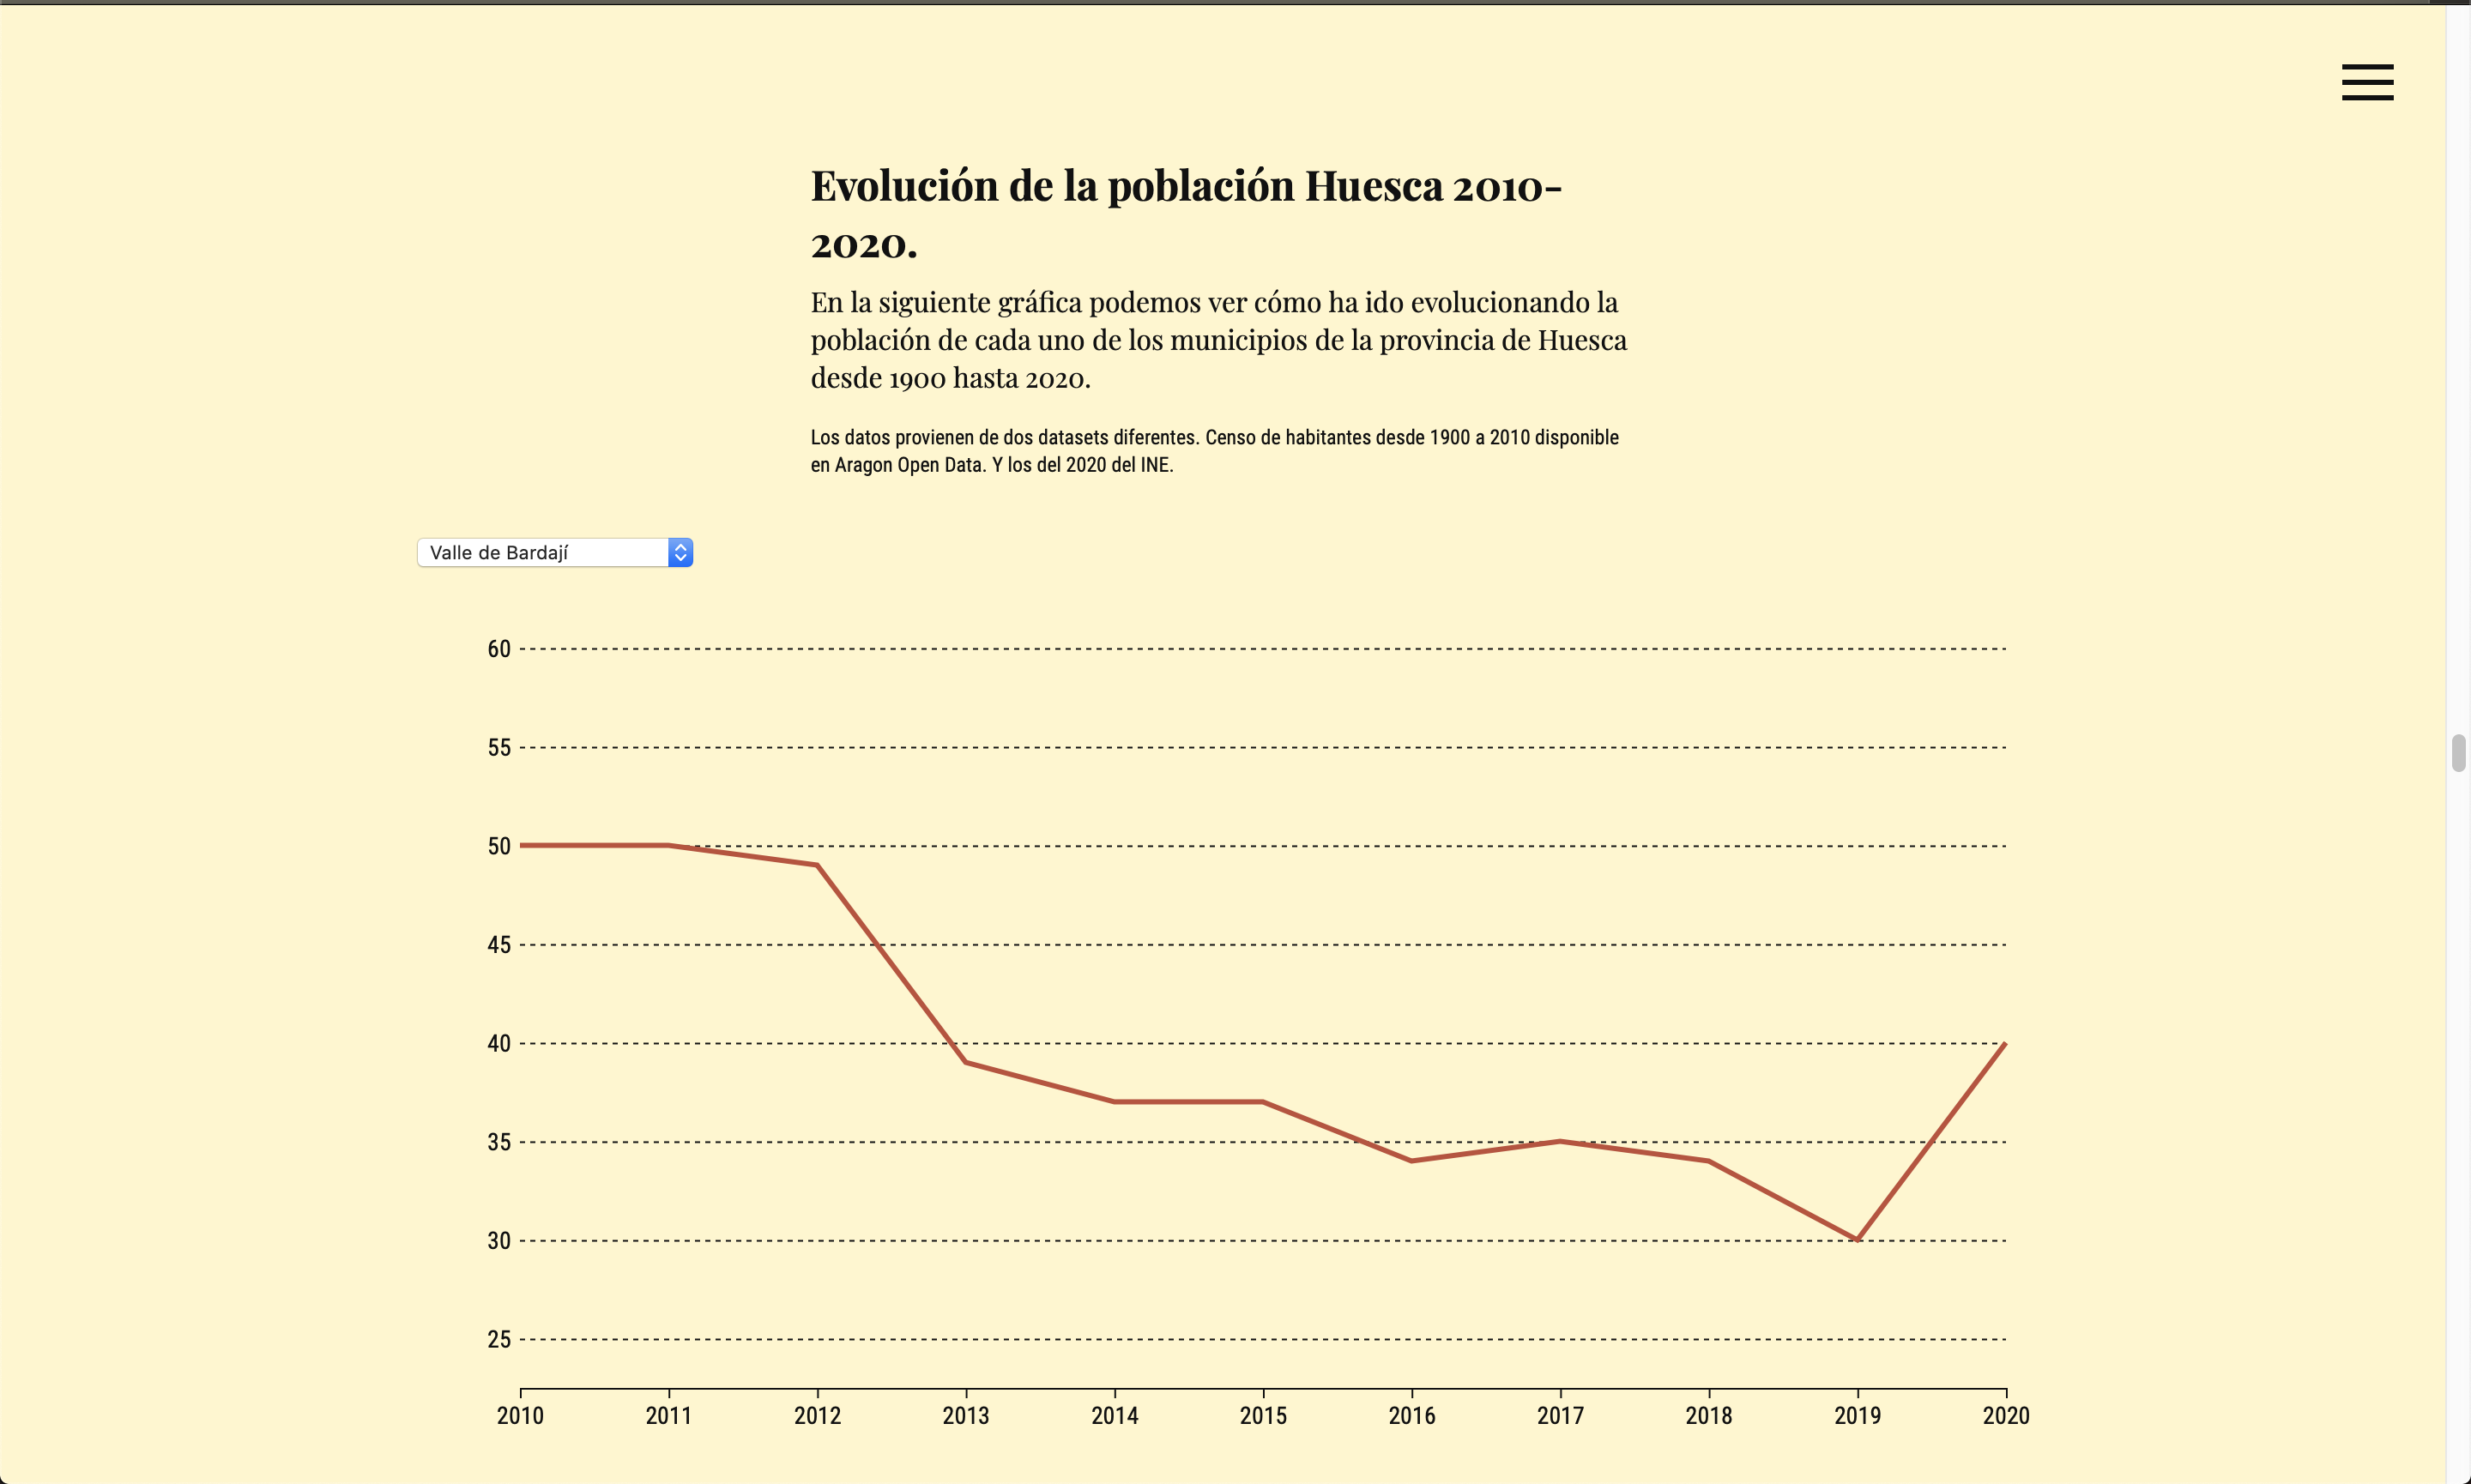 Evolución de la población Huesca 2010-
2020.
En la siguiente gráfica podemos ver cómo ha ido evolucionando la
población de cada uno de los municipios de la provincia de Huesca
desde 1900 hasta 2020.
Los datos provienen de dos datasets diferentes. Censo de habitantes desde 1900 a 2010 disponible
en Aragon Open Data. Y los del 2020 del INE.
Valle de Bardají
60
55
50
45
40
35
30
25
2010 2011 2012 2013 2014 2015 2016 2017 2018 2019 2020